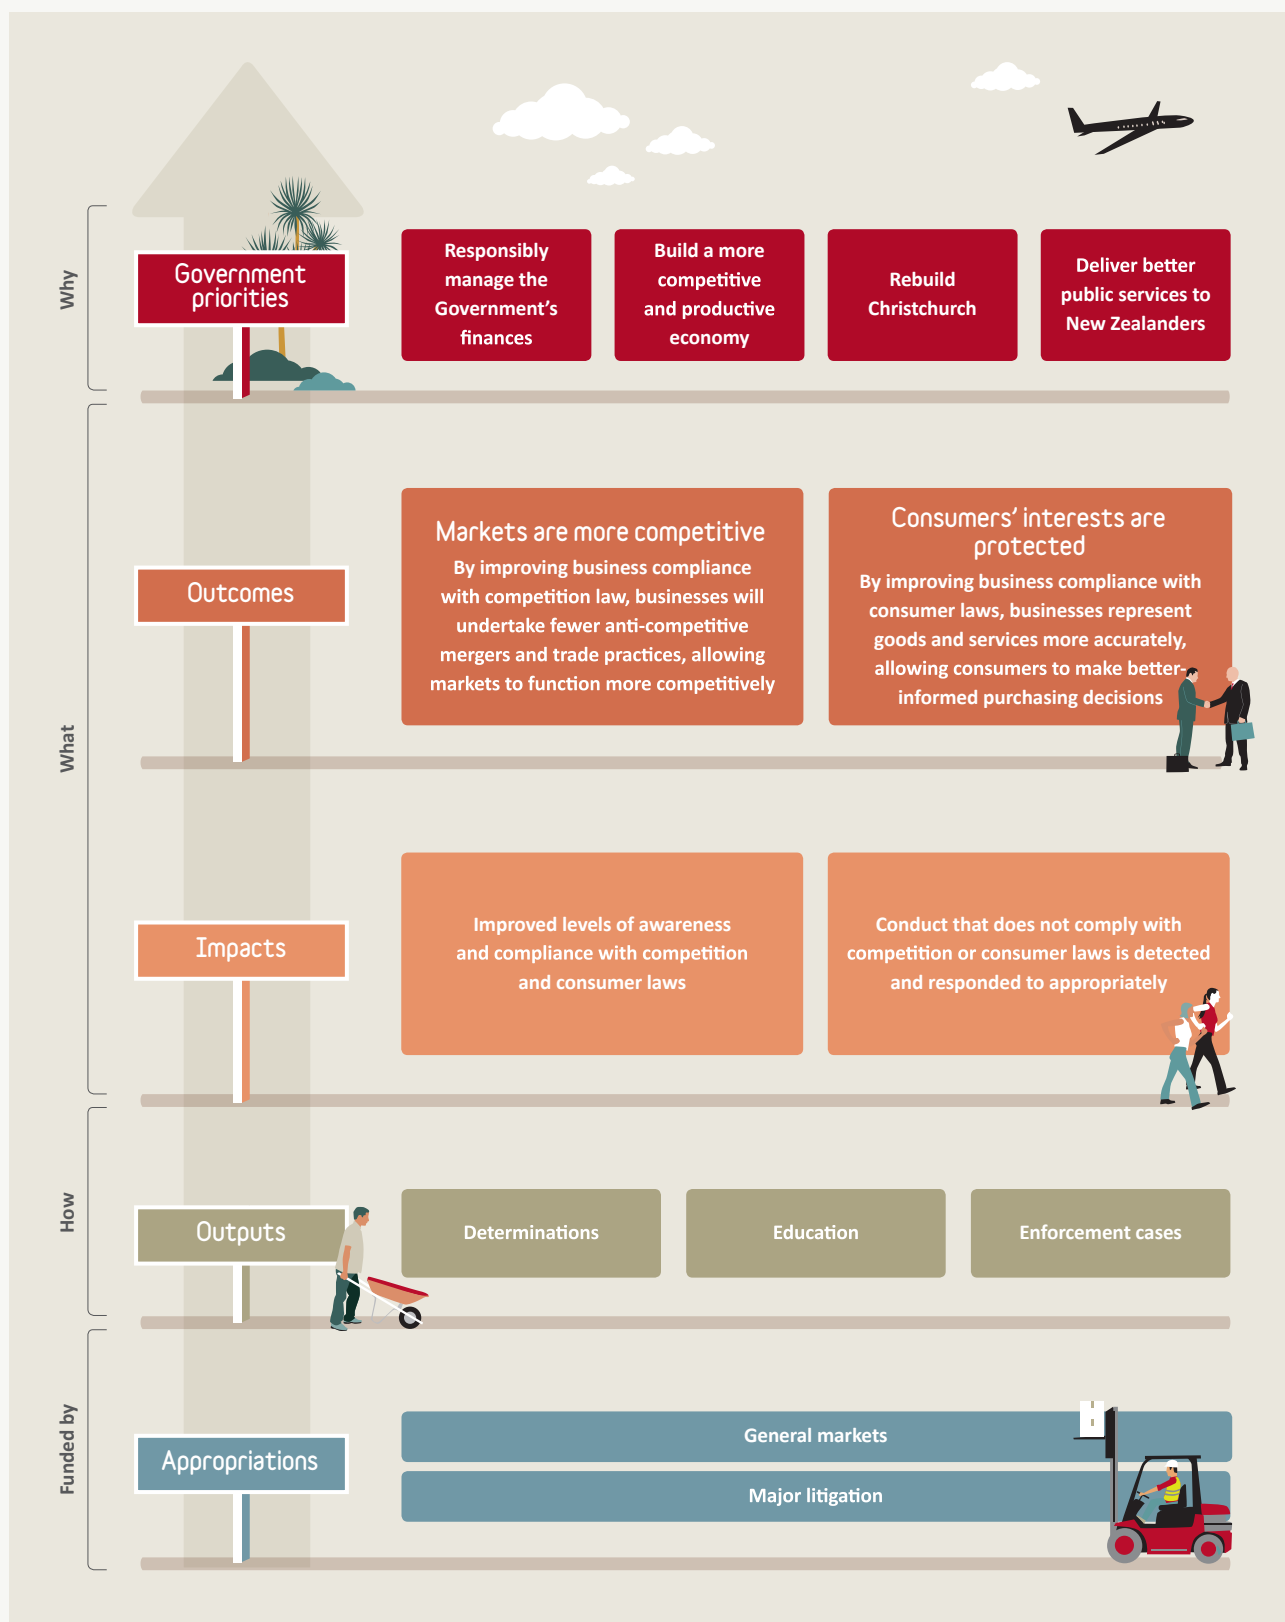 Why
Government
priorities
Responsibly
manage the
Government’s
finances
Build a more
competitive
and productive
economy
Rebuild
Christchurch
Deliver better
public services to
New Zealanders
What
Outcomes
Markets are more competitive
By improving business compliance
with competition law, businesses will
undertake fewer anti-competitive
mergers and trade practices, allowing
markets to function more competitively
Consumers’ interests are
protected
By improving business compliance with
consumer laws, businesses represent
goods and services more accurately,
allowing consumers to make better-
informed purchasing decisions
Impacts
Improved levels of awareness
and compliance with competition
and consumer laws
Conduct that does not comply with
competition or consumer laws is detected
and responded to appropriately
How
Outputs
Determinations
Education
Enforcement cases
Funded by
Appropriations
General markets
Major litigation